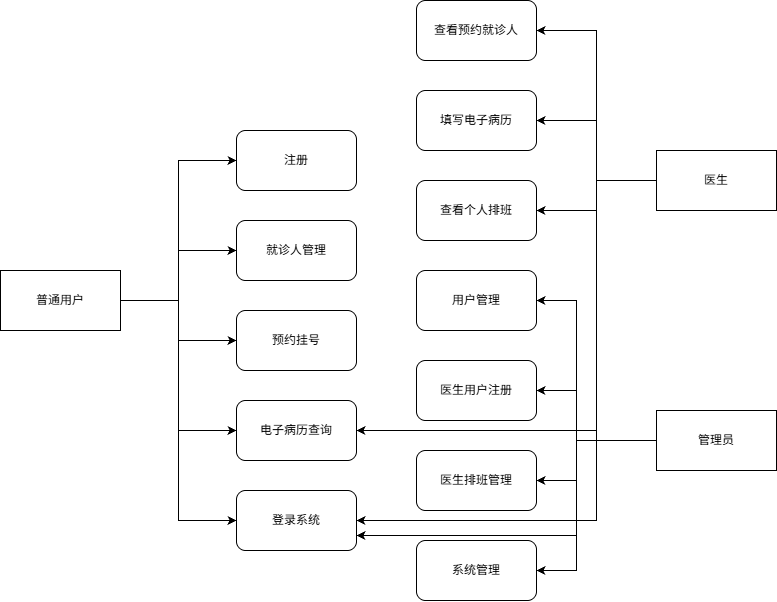 查看预约就诊人
填写电子病历
注册
医生
查看个人排班
就诊人管理
普通用户
用户管理
预约挂号
医生用户注册
电子病历查询
管理员
医生排班管理
登录系统
系统管理